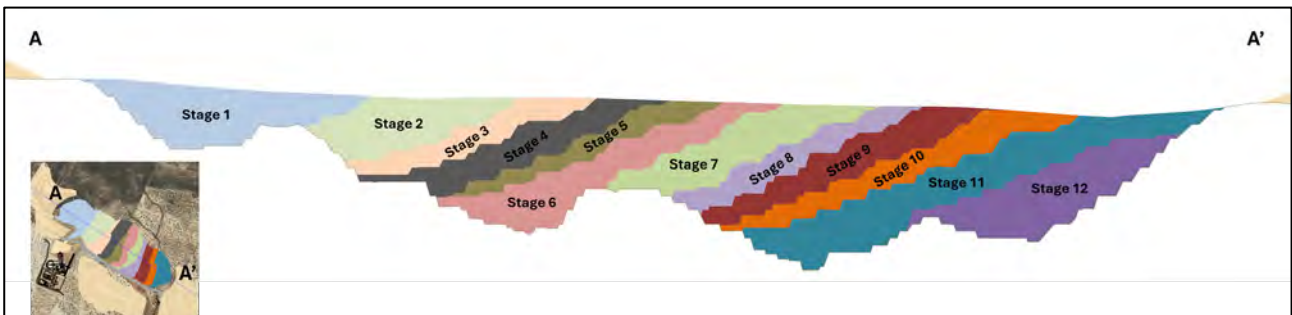 A
A'
Stage 1
Stage 2
Stage 3
Stage 4
Stage 5
Stage 6
Stage 7
Stage 8
Stage 9
Stage 10
Stage 11
Stage 12
A
A'